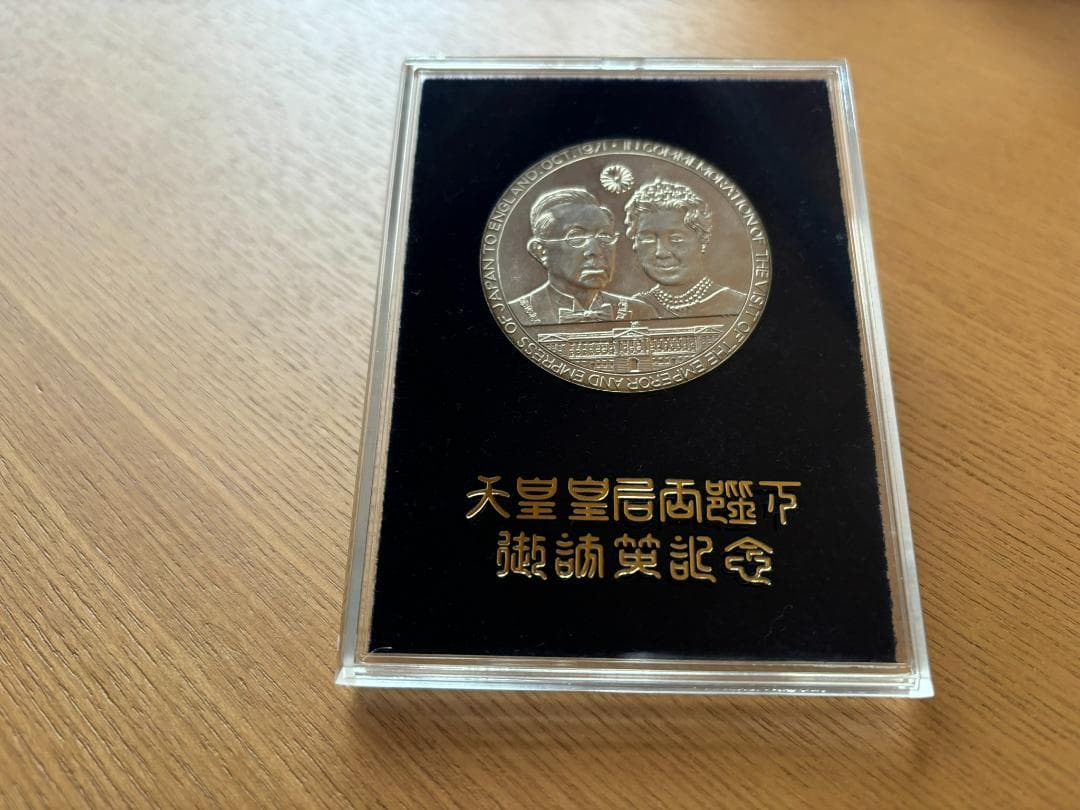 IN COMMEMORATION OF THE VISIT OF THE EMPEROR AND EMPRESS OF JAPAN TO ENGLAND, OCT. 1971 •
天皇皇后両陛下
御訪英記念